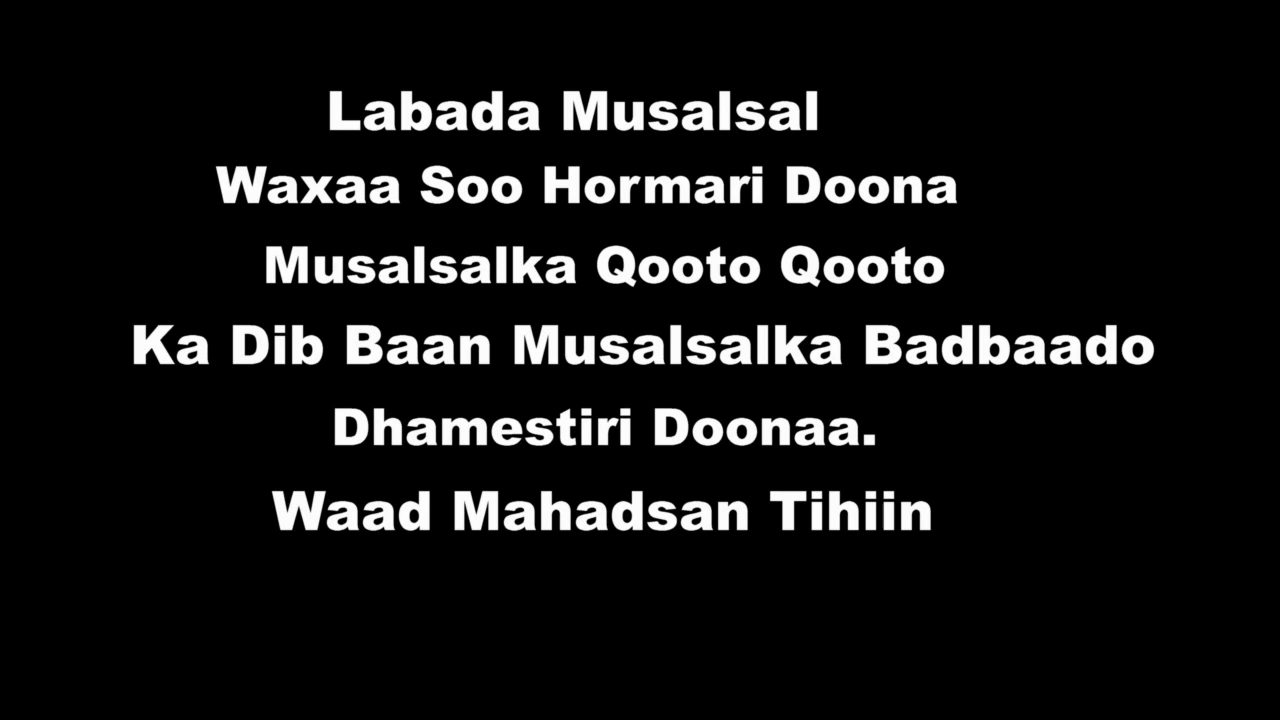 Labada Musalsal
Waxaa Soo Hormari Doona
Musalsalka Qooto Qooto
Ka Dib Baan Musalsalka Badbaado
Dhamestiri Doonaa.
Waad Mahadsan Tihiin